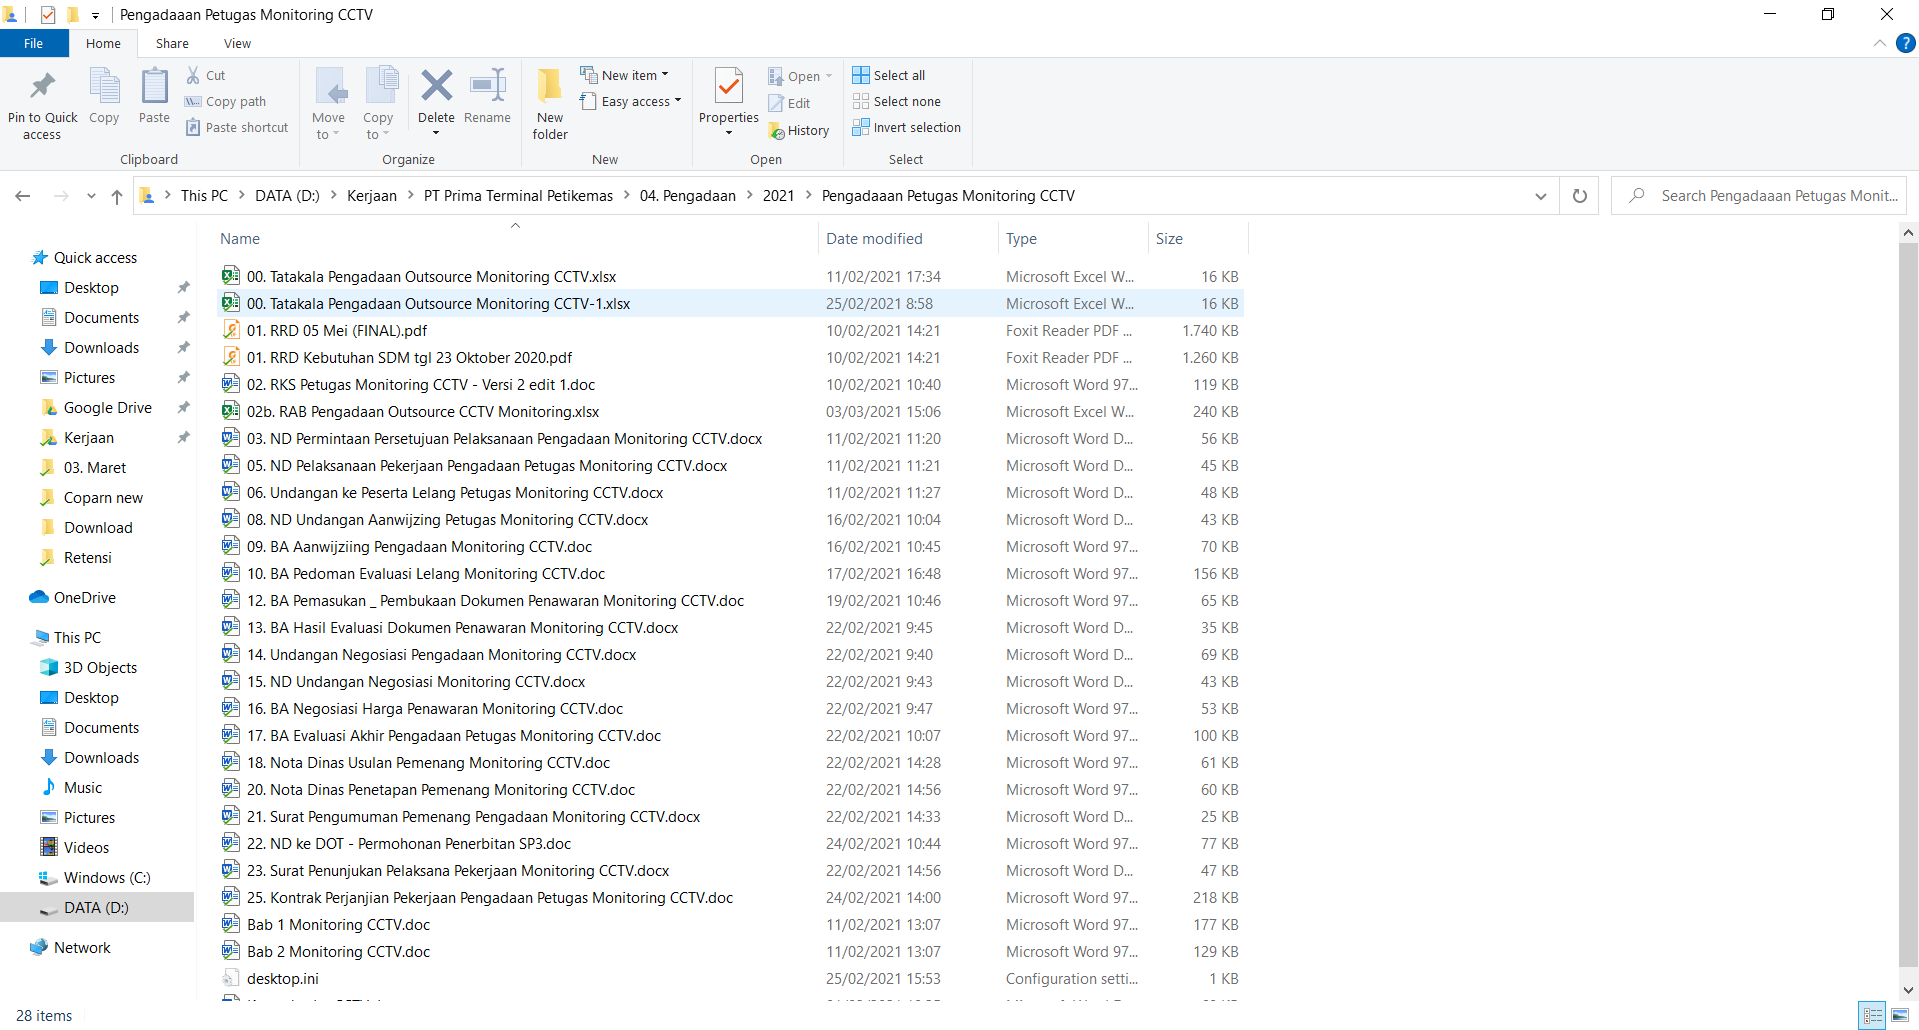 Pengadaaan Petugas Monitoring CCTV
File Home Share View
Pin to Quick access
Copy
Paste
Cut
Copy path
Paste shortcut
Clipboard
Move to
Copy to
Delete
Rename
Organize
New folder
New item
Easy access
New
Properties
Open
Edit
History
Open
Select all
Select none
Invert selection
Select
This PC > DATA (D:) > Kerjaan > PT Prima Terminal Petikemas > 04. Pengadaan > 2021 > Pengadaaan Petugas Monitoring CCTV
Search Pengadaaan Petugas Monit...
Quick access
Desktop
Documents
Downloads
Pictures
Google Drive
Kerjaan
03. Maret
Coparn new
Download
Retensi
OneDrive
This PC
3D Objects
Desktop
Documents
Downloads
Music
Pictures
Videos
Windows (C:)
DATA (D:)
Network
Name Date modified Type Size
00. Tatakala Pengadaan Outsource Monitoring CCTV.xlsx 11/02/2021 17:34 Microsoft Excel W... 16 KB
00. Tatakala Pengadaan Outsource Monitoring CCTV-1.xlsx 25/02/2021 8:58 Microsoft Excel W... 16 KB
01. RRD 05 Mei (FINAL).pdf 10/02/2021 14:21 Foxit Reader PDF ... 1.740 KB
01. RRD Kebutuhan SDM tgl 23 Oktober 2020.pdf 10/02/2021 14:21 Foxit Reader PDF ... 1.260 KB
02. RKS Petugas Monitoring CCTV - Versi 2 edit 1.doc 10/02/2021 10:40 Microsoft Word 97... 119 KB
02b. RAB Pengadaan Outsource CCTV Monitoring.xlsx 03/03/2021 15:06 Microsoft Excel W... 240 KB
03. ND Permintaan Persetujuan Pelaksanaan Pengadaan Monitoring CCTV.docx 11/02/2021 11:20 Microsoft Word D... 56 KB
05. ND Pelaksanaan Pekerjaan Pengadaan Petugas Monitoring CCTV.docx 11/02/2021 11:21 Microsoft Word D... 45 KB
06. Undangan ke Peserta Lelang Petugas Monitoring CCTV.docx 11/02/2021 11:27 Microsoft Word D... 48 KB
08. ND Undangan Aanwijzing Petugas Monitoring CCTV.docx 16/02/2021 10:04 Microsoft Word D... 43 KB
09. BA Aanwijziing Pengadaan Monitoring CCTV.doc 16/02/2021 10:45 Microsoft Word 97... 70 KB
10. BA Pedoman Evaluasi Lelang Monitoring CCTV.doc 17/02/2021 16:48 Microsoft Word 97... 156 KB
12. BA Pemasukan _ Pembukaan Dokumen Penawaran Monitoring CCTV.doc 19/02/2021 10:46 Microsoft Word 97... 65 KB
13. BA Hasil Evaluasi Dokumen Penawaran Monitoring CCTV.docx 22/02/2021 9:45 Microsoft Word D... 35 KB
14. Undangan Negosiasi Pengadaan Monitoring CCTV.docx 22/02/2021 9:40 Microsoft Word D... 69 KB
15. ND Undangan Negosiasi Monitoring CCTV.docx 22/02/2021 9:43 Microsoft Word D... 43 KB
16. BA Negosiasi Harga Penawaran Monitoring CCTV.doc 22/02/2021 9:47 Microsoft Word 97... 53 KB
17. BA Evaluasi Akhir Pengadaan Petugas Monitoring CCTV.doc 22/02/2021 10:07 Microsoft Word 97... 100 KB
18. Nota Dinas Usulan Pemenang Monitoring CCTV.doc 22/02/2021 14:28 Microsoft Word 97... 61 KB
20. Nota Dinas Penetapan Pemenang Monitoring CCTV.doc 22/02/2021 14:56 Microsoft Word 97... 60 KB
21. Surat Pengumuman Pemenang Pengadaan Monitoring CCTV.docx 22/02/2021 14:33 Microsoft Word D... 25 KB
22. ND ke DOT - Permohonan Penerbitan SP3.doc 24/02/2021 10:44 Microsoft Word 97... 77 KB
23. Surat Penunjukan Pelaksana Pekerjaan Monitoring CCTV.docx 22/02/2021 14:56 Microsoft Word D... 47 KB
25. Kontrak Perjanjian Pekerjaan Pengadaan Petugas Monitoring CCTV.doc 24/02/2021 14:00 Microsoft Word 97... 218 KB
Bab 1 Monitoring CCTV.doc 11/02/2021 13:07 Microsoft Word 97... 177 KB
Bab 2 Monitoring CCTV.doc 11/02/2021 13:07 Microsoft Word 97... 129 KB
desktop.ini 25/02/2021 15:53 Configuration setti... 1 KB
28 items